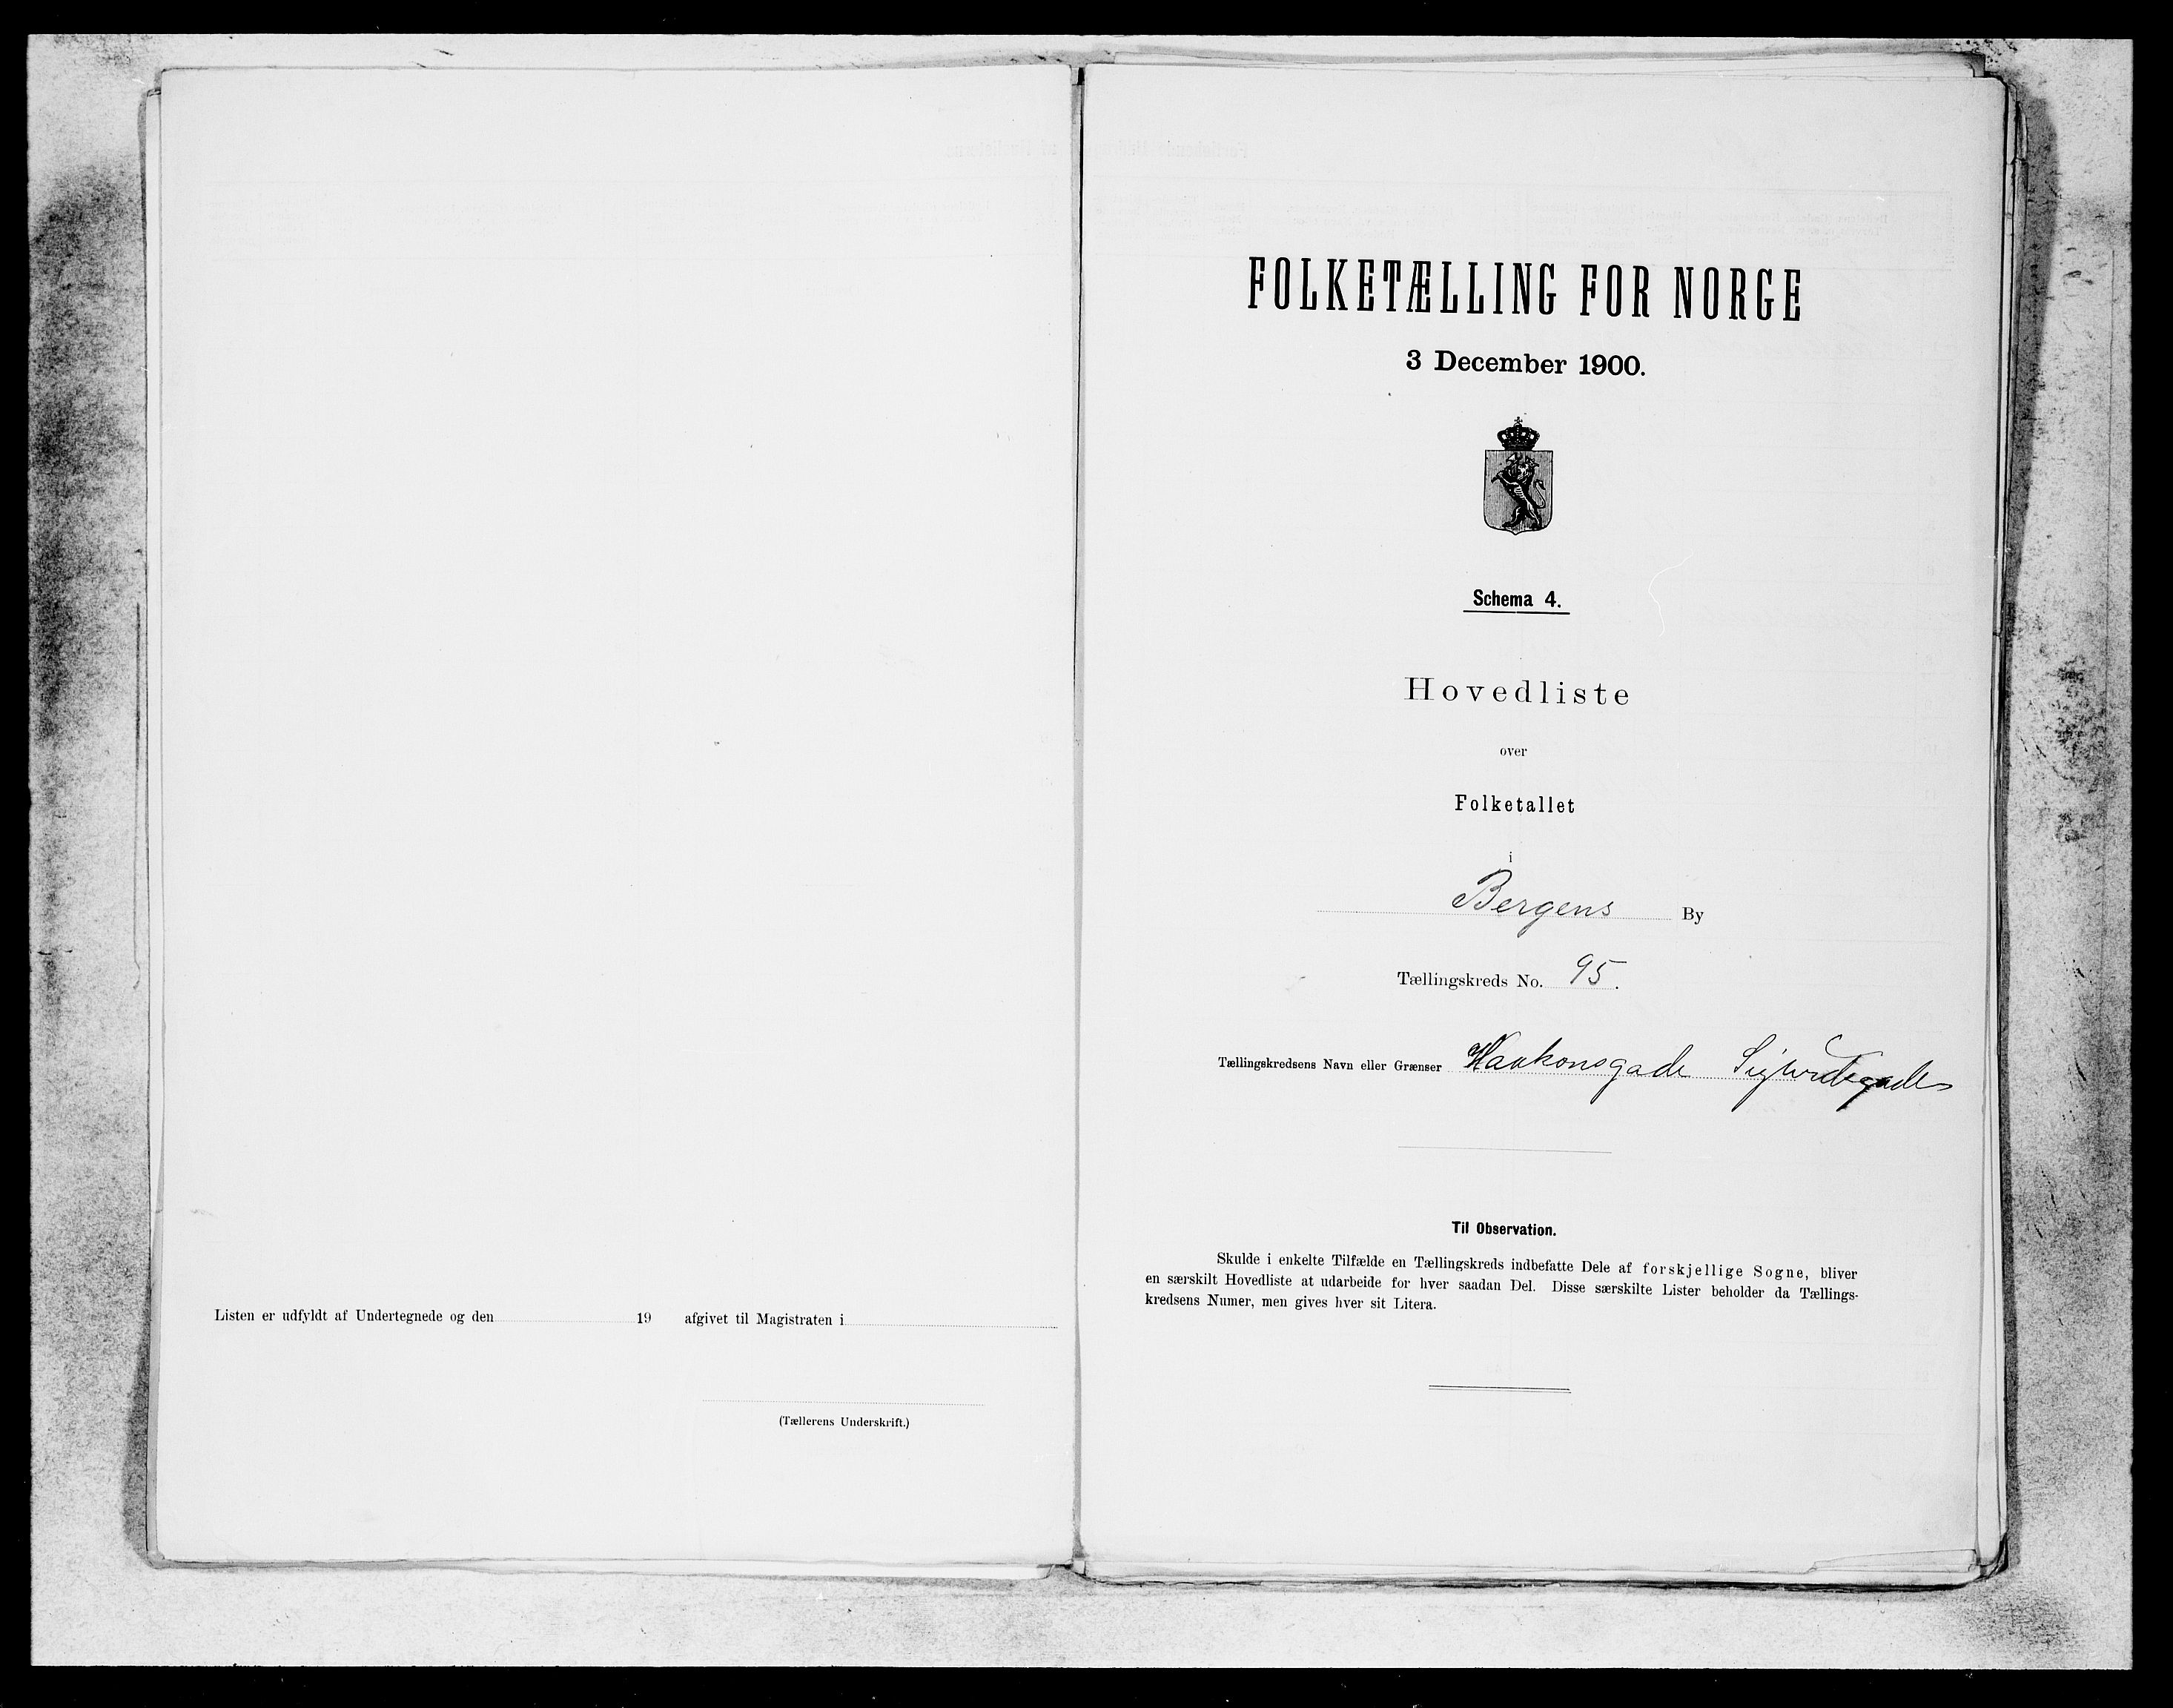 Listen er udfyldt af Undertegnede og den 19 afgivet til Magistraten i
(Tællerens Underskrift.)
FOLKETÆLLING FOR NORGE
3 December 1900.
Schema 4.
Hovedliste
over
Folketallet
i
Bergens By
Tællingskreds No. 95.
Tællingskredsens Navn eller Grænser Haakonsgade Sigurdsgade
Til Observation.
Skulde i enkelte Tilfælde en Tællingskreds indbefatte Dele af forskjellige Sogne, bliver
en særskilt Hovedliste at udarbeide for hver saadan Del. Disse særskilte Lister beholder da Tællings-
kredsens Numer, men gives hver sit Litera.